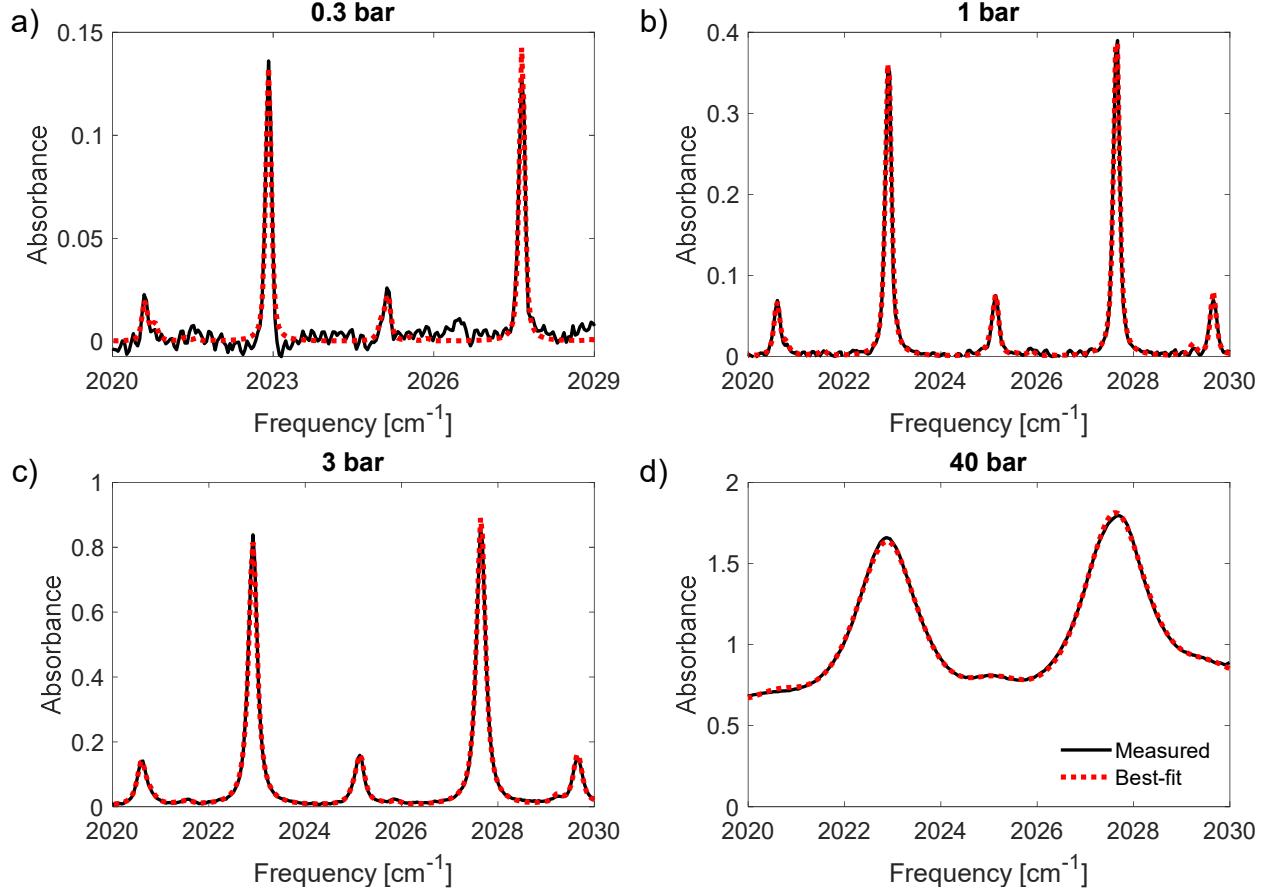 a)
0.3 bar
Absorbance
0.15
0.1
0.05
0
2020
2023
2026
2029
Frequency [cm⁻¹]
b)
1 bar
Absorbance
0.4
0.3
0.2
0.1
0
2020
2022
2024
2026
2028
2030
Frequency [cm⁻¹]
c)
3 bar
Absorbance
1
0.8
0.6
0.4
0.2
0
2020
2022
2024
2026
2028
2030
Frequency [cm⁻¹]
d)
40 bar
Absorbance
2
1.5
1
0.5
0
Measured
Best-fit
2020
2022
2024
2026
2028
2030
Frequency [cm⁻¹]